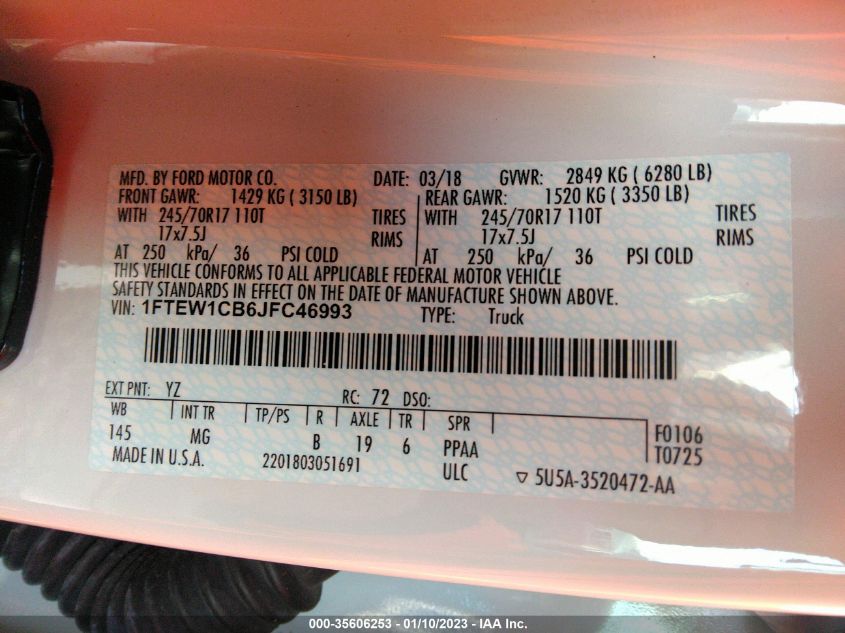 MFD. BY FORD MOTOR CO. DATE: 03/18 GVWR: 2849 KG ( 6280 LB)
FRONT GAWR: 1429 KG ( 3150 LB) REAR GAWR: 1520 KG ( 3350 LB)
WITH 245/70R17 110T TIRES WITH 245/70R17 110T TIRES
17x7.5J RIMS 17x7.5J RIMS
AT 250 kPa/ 36 PSI COLD AT 250 kPa/ 36 PSI COLD
THIS VEHICLE CONFORMS TO ALL APPLICABLE FEDERAL MOTOR VEHICLE
SAFETY STANDARDS IN EFFECT ON THE DATE OF MANUFACTURE SHOWN ABOVE.
VIN: 1FTEW1CB6JFC46993 TYPE: Truck
EXT PNT: YZ RC: 72 DSO:
WB INT TR TP/PS R AXLE TR SPR
145 MG B 19 6 PPAA F0106
MADE IN U.S.A. 2201803051691 ULC T0725
5U5A-3520472-AA
000-35606253 - 01/10/2023 - IAA Inc.